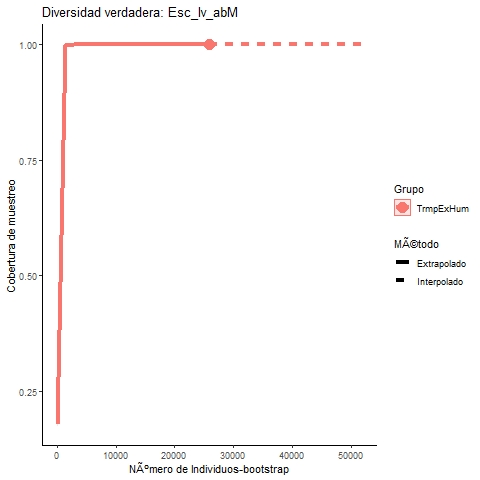 Diversidad verdadera: Esc_lv_abM
1.00
0.75
0.50
0.25
Cobertura de muestreo
0 10000 20000 30000 40000 50000
NÃºmero de Individuos-bootstrap
Grupo
TrmpExHum
MÃ©todo
Extrapolado
Interpolado